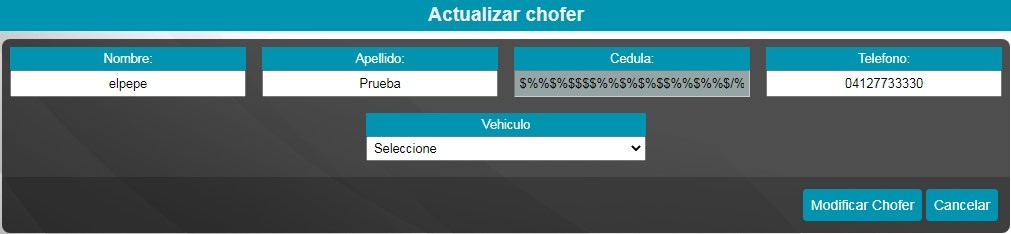 Actualizar chofer
Nombre:
elpepe
Apellido:
Prueba
Cedula:
$%%$%$$$$%%$%$%$$%%$%%$/%
Telefono:
04127733330
Vehiculo
Seleccione
Modificar Chofer
Cancelar